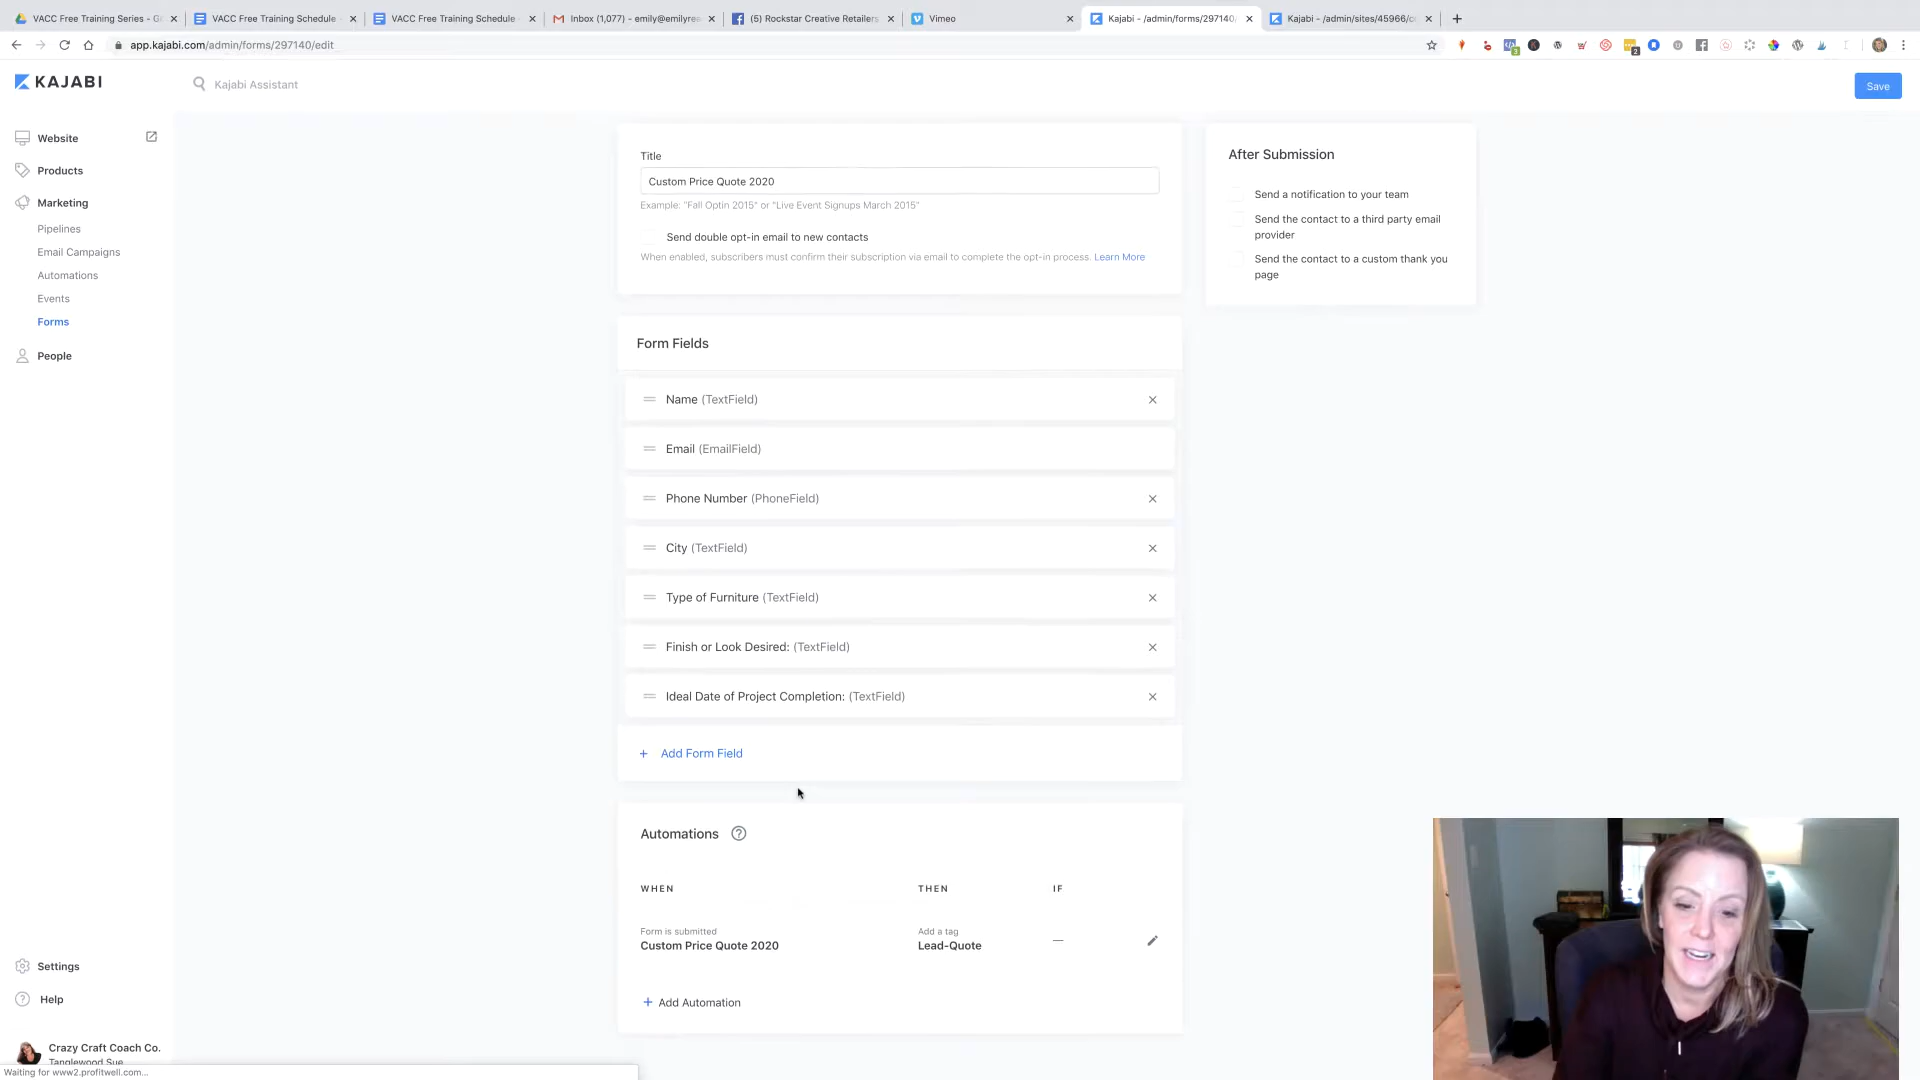 VACC Free Training Series - G
VACC Free Training Schedule -
VACC Free Training Schedule -
Inbox (1,077) - emily@emilyrea
(5) Rockstar Creative Retailers
Vimeo
Kajabi - /admin/forms/297140/
Kajabi - /admin/sites/45966/c
app.kajabi.com/admin/forms/297140/edit
KAJABI
Kajabi Assistant
Save
Website
Products
Marketing
Pipelines
Email Campaigns
Automations
Events
Forms
People
Settings
Help
Crazy Craft Coach Co.
Tanglewood Sue
Waiting for www2.profitwell.com...
Title
Custom Price Quote 2020
Example: "Fall Optin 2015" or "Live Event Signups March 2015"
Send double opt-in email to new contacts
When enabled, subscribers must confirm their subscription via email to complete the opt-in process. Learn More
Form Fields
Name (TextField)
Email (EmailField)
Phone Number (PhoneField)
City (TextField)
Type of Furniture (TextField)
Finish or Look Desired: (TextField)
Ideal Date of Project Completion: (TextField)
+ Add Form Field
Automations ?
WHEN THEN IF
Form is submitted Add a tag
Custom Price Quote 2020 Lead-Quote —
+ Add Automation
After Submission
Send a notification to your team
Send the contact to a third party email
provider
Send the contact to a custom thank you
page